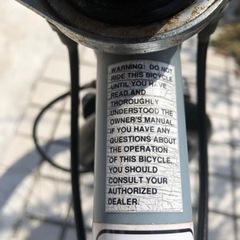 WARNING: DO NOT
RIDE THIS BICYCLE
UNTIL YOU HAVE
READ AND
THOROUGHLY
UNDERSTOOD THE
OWNER'S MANUAL.
IF YOU HAVE ANY
QUESTIONS ABOUT
THE OPERATION
OF THIS BICYCLE,
YOU SHOULD
CONSULT YOUR
AUTHORIZED
DEALER.